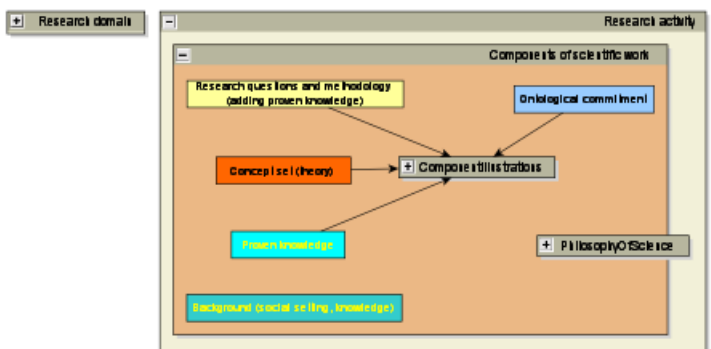 + Research domain
- Research activity
- Components of scientific work
Research questions and methodology
(adding proven knowledge)
Ontological commitment
Concept set (theory)
+ Componentillustrations
Proven knowledge
+ PhilosophyOfScience
Background (social setting, knowledge)